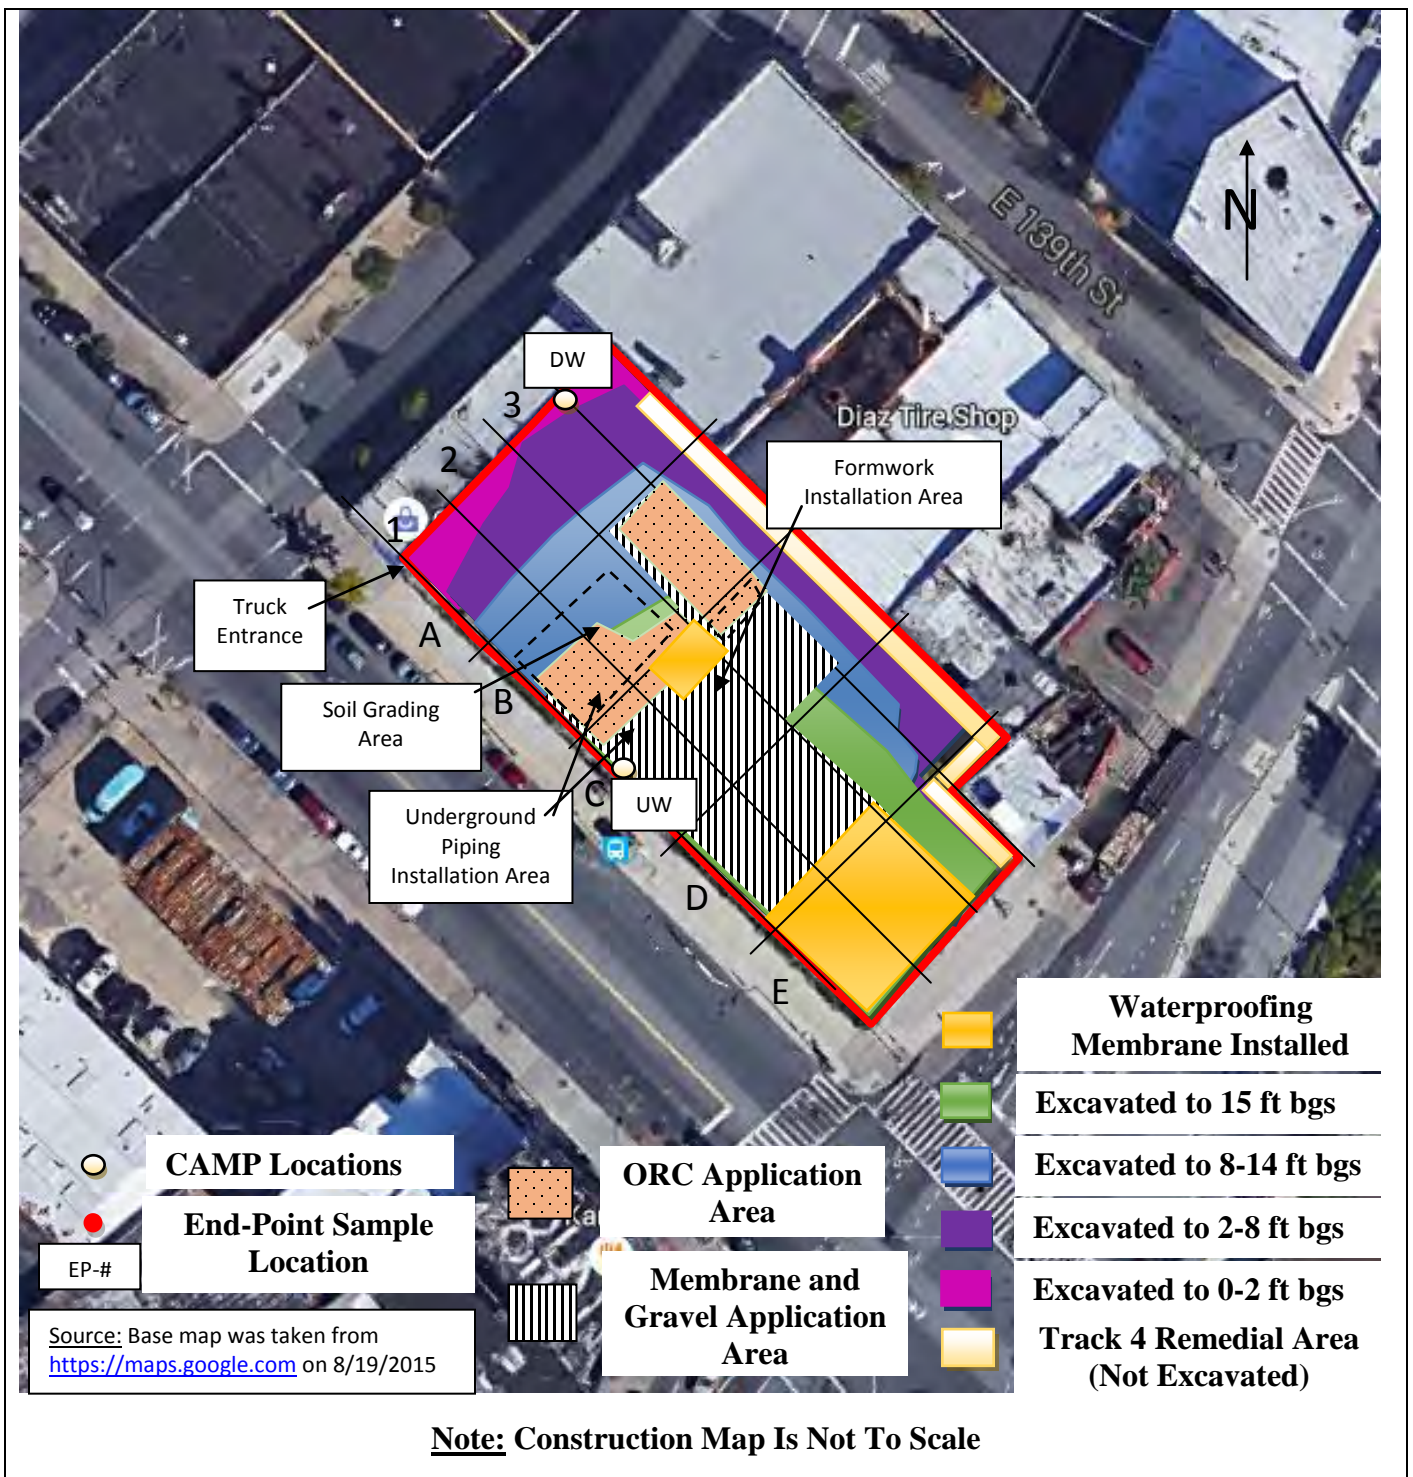 N
E 139th St
DW
3
Diaz Tire Shop
2
Formwork
Installation Area
1
Truck
Entrance
A
Soil Grading
Area
B
C
UW
Underground
Piping
Installation Area
D
E
Waterproofing
Membrane Installed
Excavated to 15 ft bgs
CAMP Locations
ORC Application
Area
Excavated to 8-14 ft bgs
End-Point Sample
Location
EP-#
Excavated to 2-8 ft bgs
Membrane and
Gravel Application
Area
Excavated to 0-2 ft bgs
Source: Base map was taken from
https://maps.google.com on 8/19/2015
Track 4 Remedial Area
(Not Excavated)
Note: Construction Map Is Not To Scale